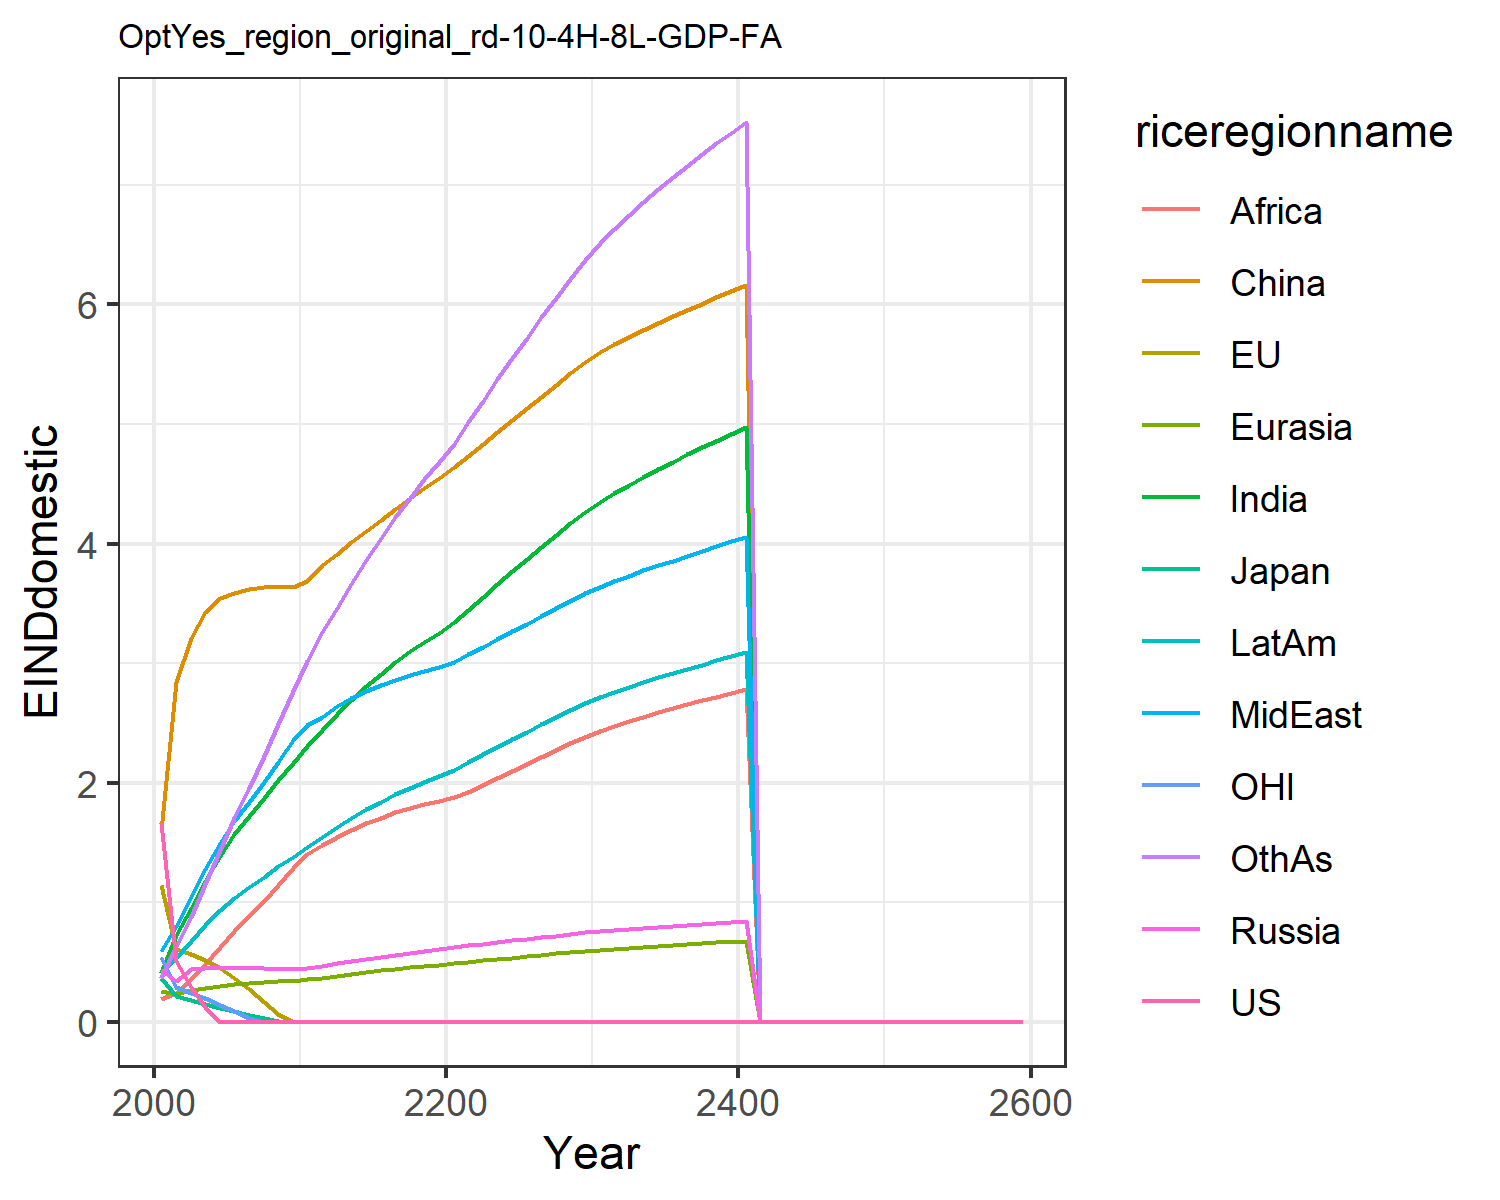 OptYes_region_original_rd-10-4H-8L-GDP-FA
EINDdomestic
6
4
2
0
2000
2200
2400
2600
Year
riceregionname
Africa
China
EU
Eurasia
India
Japan
LatAm
MidEast
OHI
OthAs
Russia
US